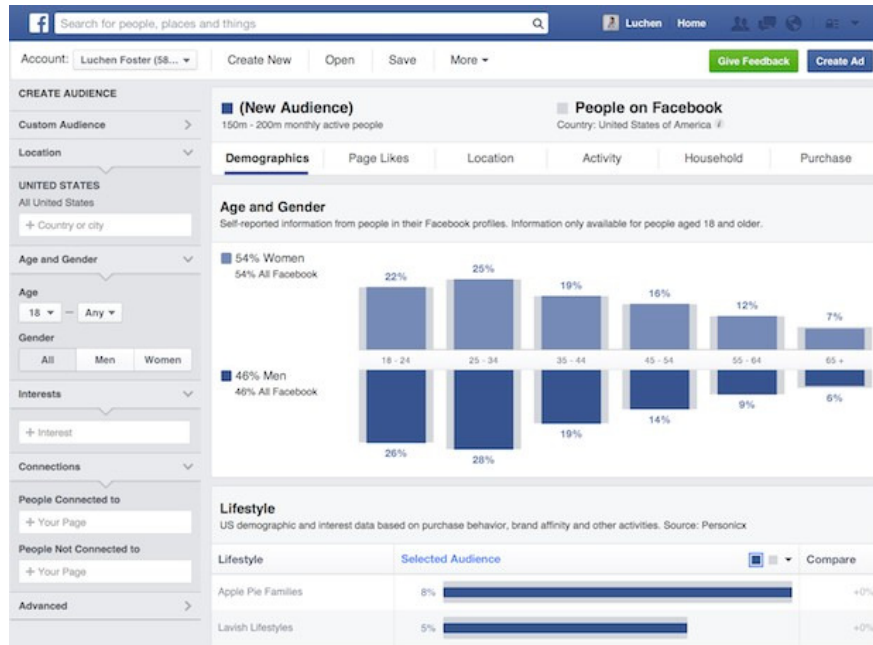 f Search for people, places and things Luchen Home
Account: Luchen Foster (58... Create New Open Save More Give Feedback Create Ad
CREATE AUDIENCE
Custom Audience
Location
UNITED STATES
All United States
+ Country or city
Age and Gender
Age
18 – Any
Gender
All Men Women
Interests
+ Interest
Connections
People Connected to
+ Your Page
People Not Connected to
+ Your Page
Advanced
(New Audience) People on Facebook
150m - 200m monthly active people Country: United States of America
Demographics Page Likes Location Activity Household Purchase
Age and Gender
Self-reported information from people in their Facebook profiles. Information only available for people aged 18 and older.
54% Women
54% All Facebook
22% 25% 19% 16% 12% 7%
18 - 24 25 - 34 35 - 44 45 - 54 55 - 64 65 +
46% Men
46% All Facebook
26% 28% 19% 14% 9% 6%
Lifestyle
US demographic and interest data based on purchase behavior, brand affinity and other activities. Source: Personicx
Lifestyle Selected Audience Compare
Apple Pie Families 8% +0%
Lavish Lifestyles 5% +0%